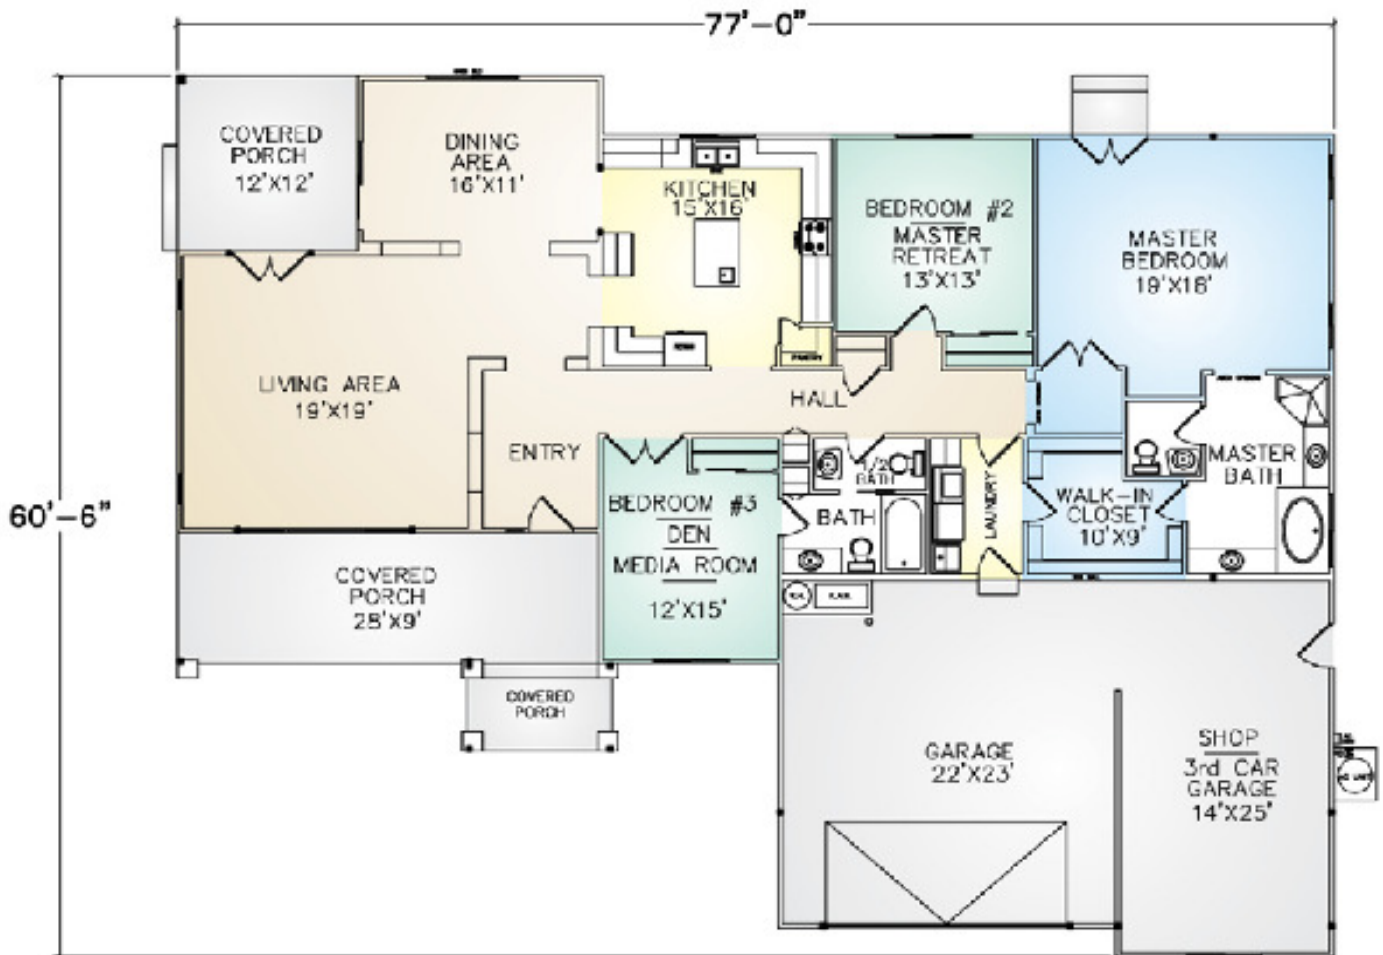 77'-0"
COVERED
PORCH
12'X12'
DINING
AREA
16'X11'
KITCHEN
15'X16'
BEDROOM #2
MASTER
RETREAT
13'X13'
MASTER
BEDROOM
19'X18'
PANTRY
LIVING AREA
19'X19'
HALL
ENTRY
60'-6"
BEDROOM #3
DEN
MEDIA ROOM
12'X15'
1/2
BATH
BATH
LAUNDRY
WALK-IN
CLOSET
10'X9'
MASTER
BATH
COVERED
PORCH
28'X9'
COVERED
PORCH
GARAGE
22'X23'
SHOP
3rd CAR
GARAGE
14'X25'